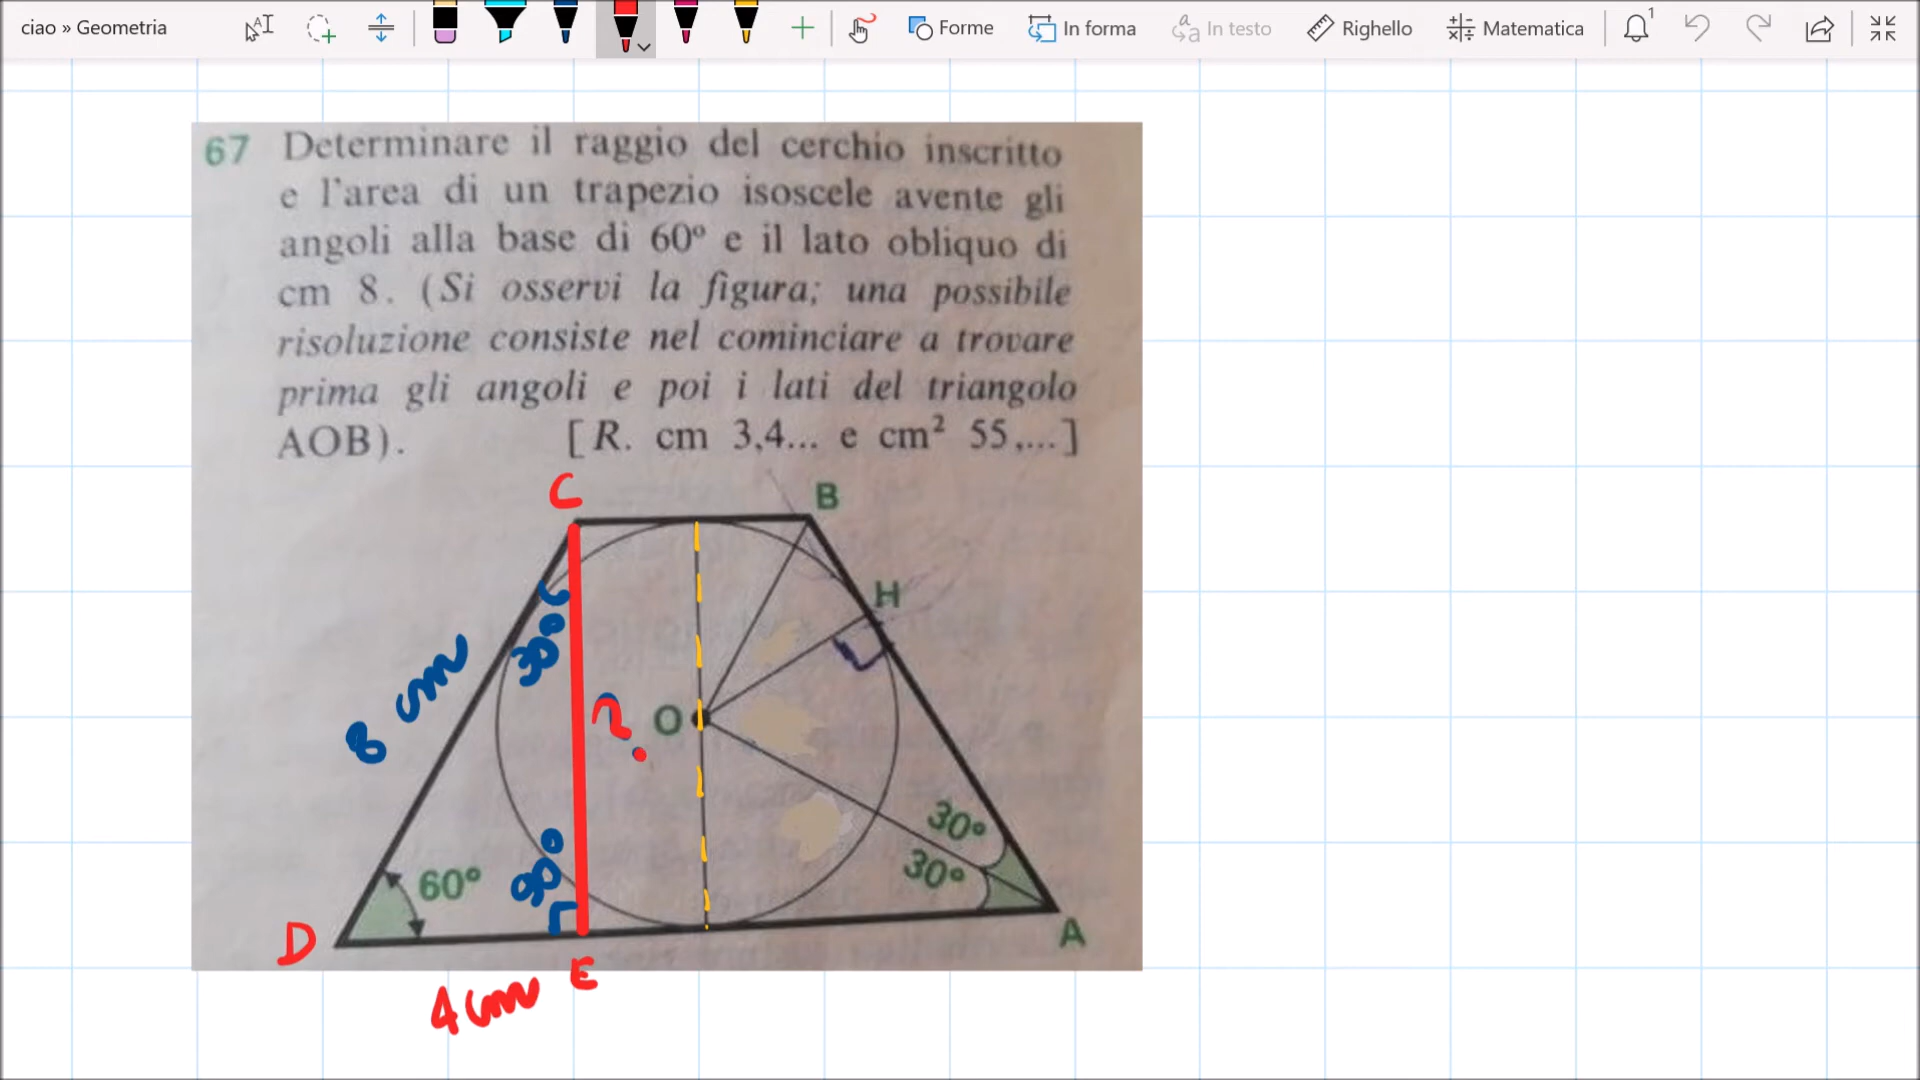 ciao » Geometria
Forme
In forma
In testo
Righello
Matematica
1
67 Determinare il raggio del cerchio inscritto
e l'area di un trapezio isoscele avente gli
angoli alla base di 60° e il lato obliquo di
cm 8. (Si osservi la figura; una possibile
risoluzione consiste nel cominciare a trovare
prima gli angoli e poi i lati del triangolo
AOB). [R. cm 3,4... e cm² 55,...]
C
B
H
30°
8 cm
?
O
30°
30°
60°
90°
D
A
E
4cm